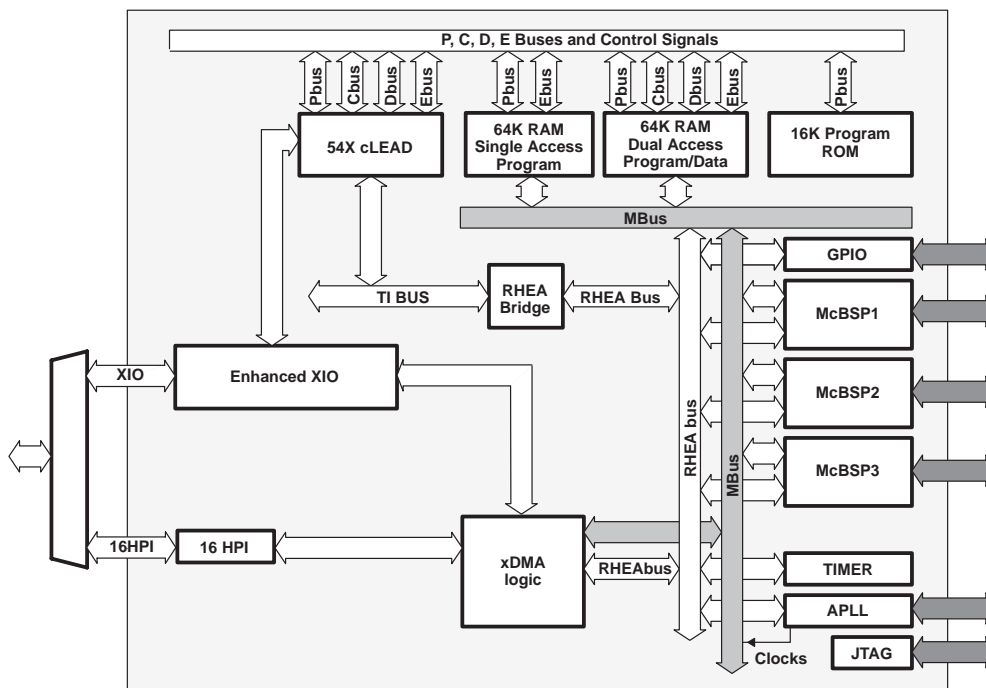 P, C, D, E Buses and Control Signals
Pbus
Cbus
Dbus
Ebus
Pbus
Ebus
Pbus
Cbus
Dbus
Ebus
Pbus
54X cLEAD
64K RAM
Single Access
Program
64K RAM
Dual Access
Program/Data
16K Program
ROM
MBus
GPIO
TI BUS
RHEA
Bridge
RHEA Bus
McBSP1
XIO
Enhanced XIO
McBSP2
RHEA bus
MBus
McBSP3
16HPI
16 HPI
xDMA
logic
RHEAbus
TIMER
APLL
Clocks
JTAG